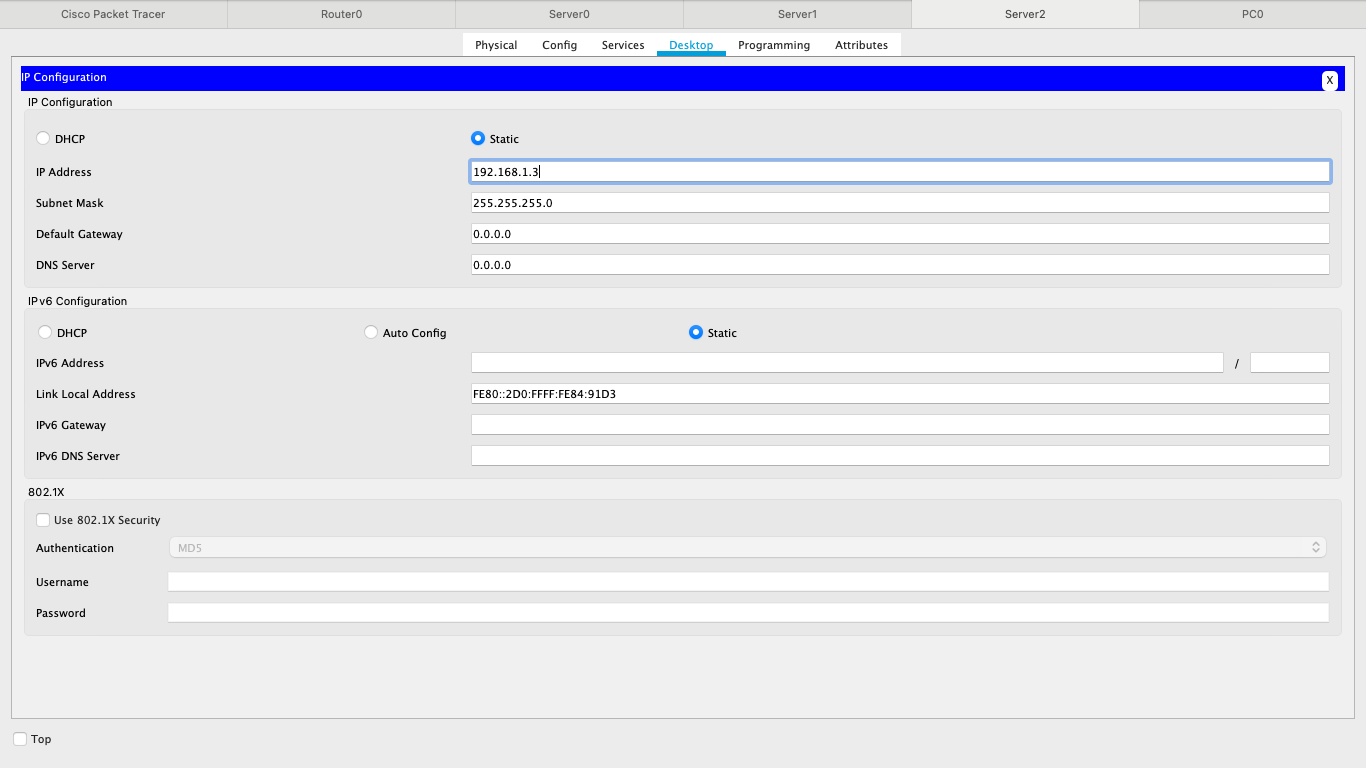 Cisco Packet Tracer Router0 Server0 Server1 Server2 PC0
Physical Config Services Desktop Programming Attributes
IP Configuration X
IP Configuration
DHCP Static
IP Address 192.168.1.3
Subnet Mask 255.255.255.0
Default Gateway 0.0.0.0
DNS Server 0.0.0.0
IPv6 Configuration
DHCP Auto Config Static
IPv6 Address /
Link Local Address FE80::2D0:FFFF:FE84:91D3
IPv6 Gateway
IPv6 DNS Server
802.1X
Use 802.1X Security
Authentication MD5
Username
Password
Top